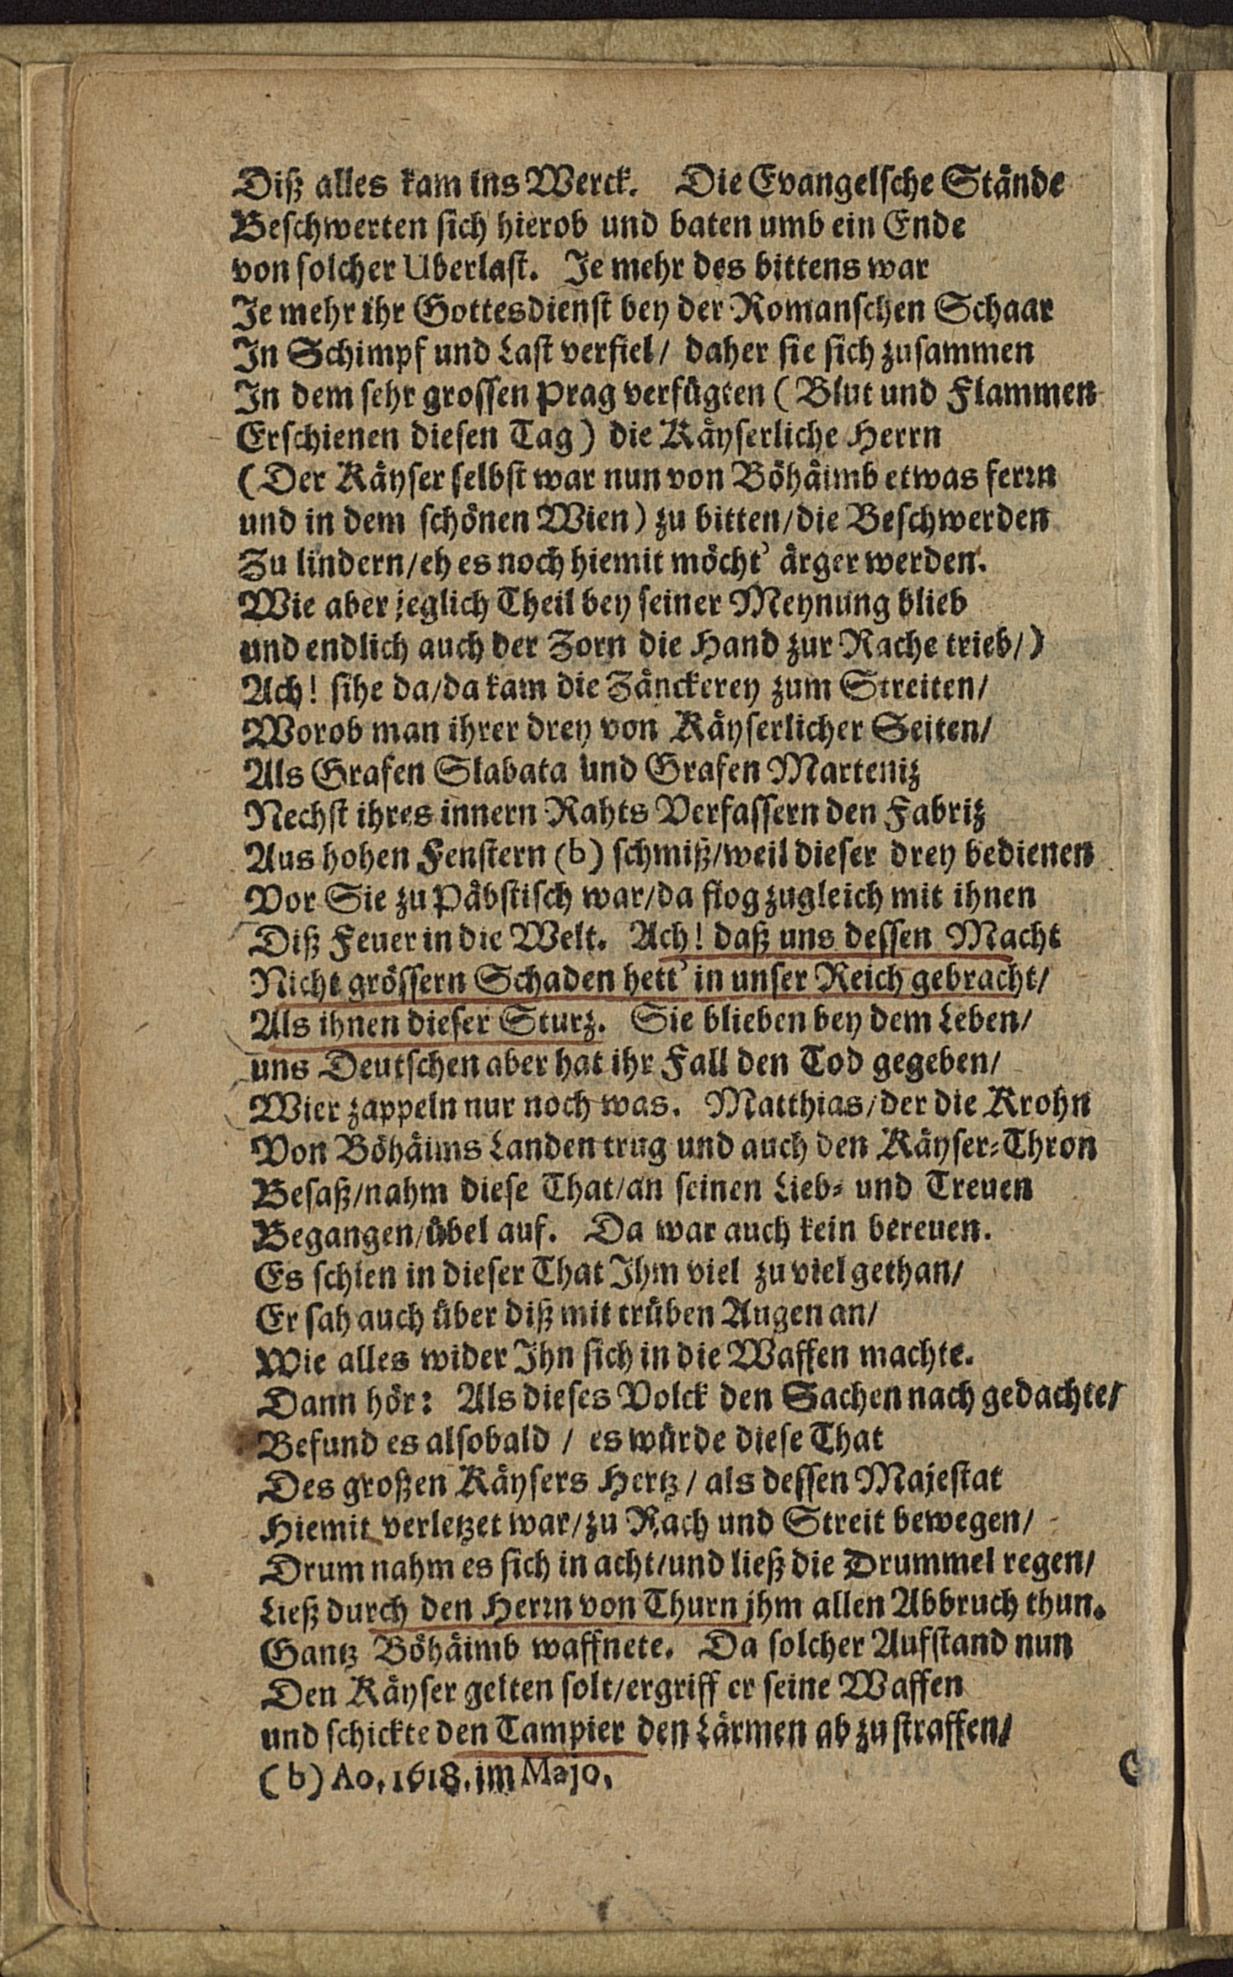 Diß alles kam ins Werck. Die Evangelsche Stände
Beschwerten sich hierob und baten umb ein Ende
von solcher Uberlast. Je mehr des bittens war
Je mehr ihr Gottesdienst bey der Romanschen Schaar
In Schimpf und Last verfiel/ daher sie sich zusammen
In dem sehr grossen Prag verfügten (Blut und Flammen
Erschienen diesen Tag) die Käyserliche Herrn
(Der Käyser selbst war nun von Böhäimb etwas ferrn
und in dem schönen Wien) zu bitten/die Beschwerden
Zu lindern/eh es noch hiemit möcht' ärger werden.
Wie aber jeglich Theil bey seiner Meynung blieb
und endlich auch der Zorn die Hand zur Rache trieb/)
Ach! sihe da/da kam die Zänckerey zum Streiten/
Worob man ihrer drey von Käyserlicher Seiten/
Als Grafen Slabata und Grafen Marteniz
Nechst ihres innern Rahts Verfassern den Fabriz
Aus hohen Fenstern (b) schmiß/weil dieser drey bedienen
Vor Sie zu Päbstisch war/da flog zugleich mit ihnen
Diß Feuer in die Welt. Ach! daß uns dessen Macht
Nicht grössern Schaden hett' in unser Reich gebracht/
Als ihnen dieser Sturz. Sie blieben bey dem Leben/
uns Deutschen aber hat ihr Fall den Tod gegeben/
Wier zappeln nur noch was. Matthias/der die Krohn
Von Böhäims Landen trug und auch den Käyser-Thron
Besaß/nahm diese That/an seinen Lieb- und Treuen
Begangen/übel auf. Da war auch kein bereuen.
Es schien in dieser That Ihm viel zu viel gethan/
Er sah auch über diß mit trüben Augen an/
Wie alles wider Ihn sich in die Waffen machte.
Dann hör: Als dieses Volck den Sachen nach gedachte/
Befund es alsobald / es würde diese That
Des großen Käysers Hertz/ als dessen Majestat
Hiemit verletzet war/zu Rach und Streit bewegen/
Drum nahm es sich in acht/und ließ die Drummel regen/
Ließ durch den Herrn von Thurn jhm allen Abbruch thun.
Gantz Böhäimb waffnete. Da solcher Aufstand nun
Den Käyser gelten solt/ergriff er seine Waffen
und schickte den Tampier den Lärmen ab zu straffen/
(b) Ao. 1618. im Majo.